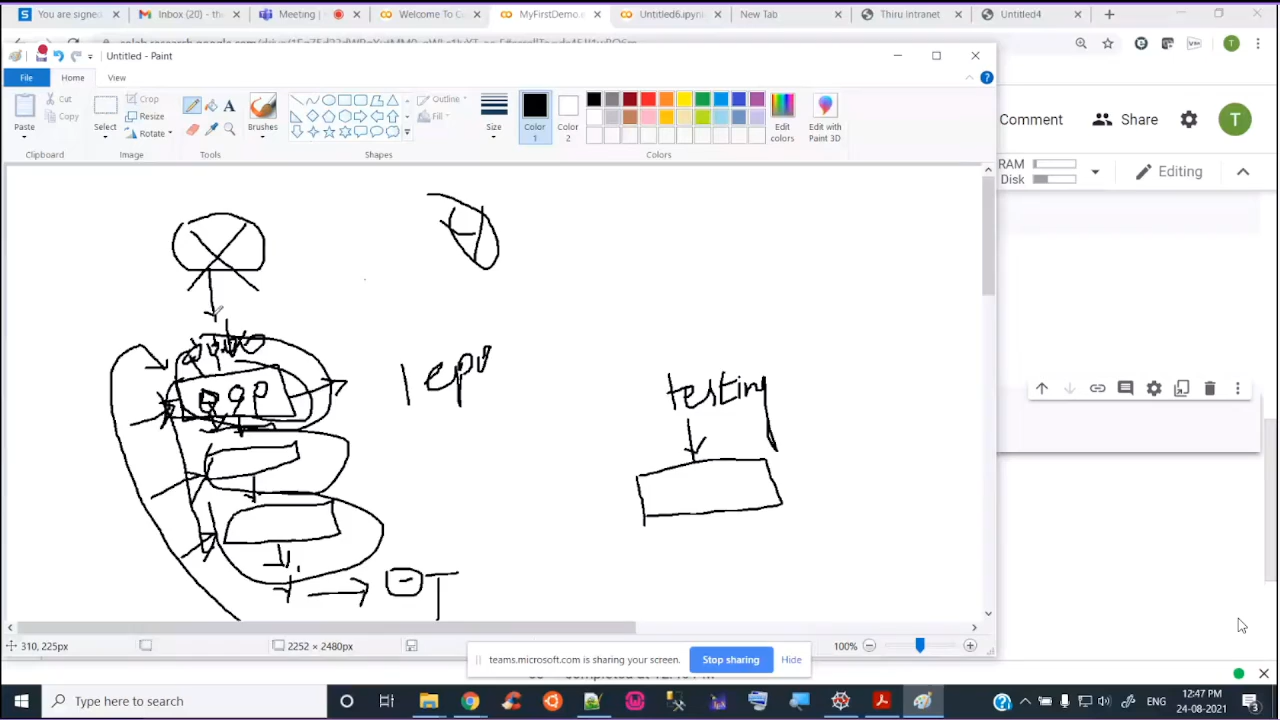 You are signed
Inbox (20) - the
Meeting |
Welcome To G
MyFirstDemo.
Untitled6.ipynb
New Tab
Thiru Intranet
Untitled4
Untitled - Paint
File
Home
View
Paste
Cut
Copy
Clipboard
Select
Crop
Resize
Rotate
Image
Tools
Brushes
Shapes
Outline
Fill
Size
Color 1
Color 2
Edit colors
Edit with Paint 3D
Colors
Comment
Share
T
RAM
Disk
Editing
testing
310, 225px
2252 × 2480px
100%
teams.microsoft.com is sharing your screen.
Stop sharing
Hide
Type here to search
ENG
12:47 PM
24-08-2021